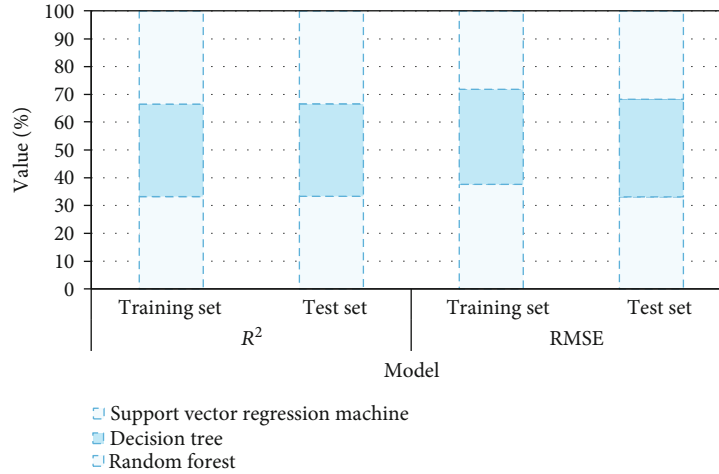 100
90
80
70
60
50
40
30
20
10
0
Value (%)
Training set Test set Training set Test set
R² RMSE
Model
Support vector regression machine
Decision tree
Random forest